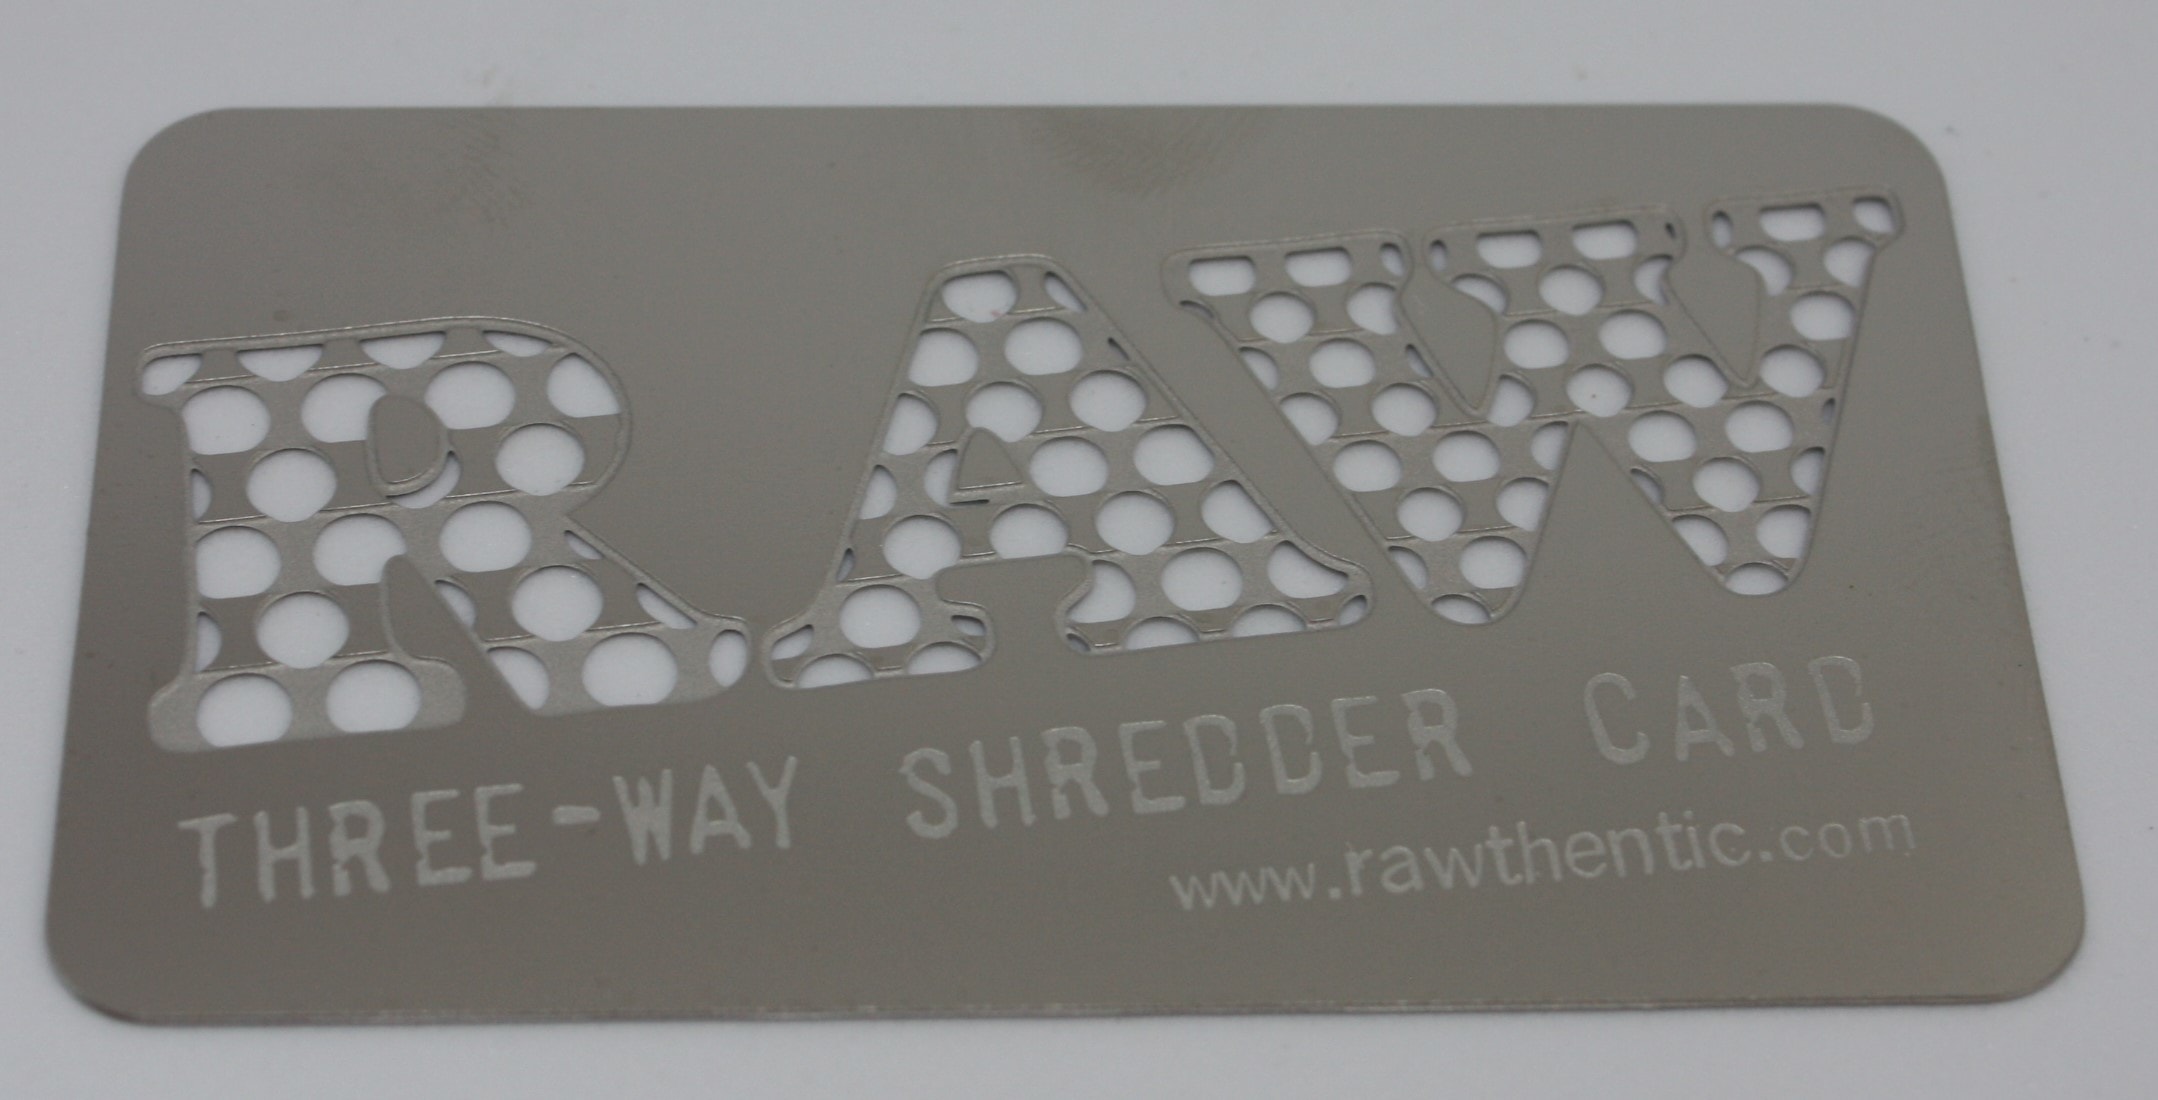 RAW
THREE-WAY SHREDDER CARD
www.rawthentic.com